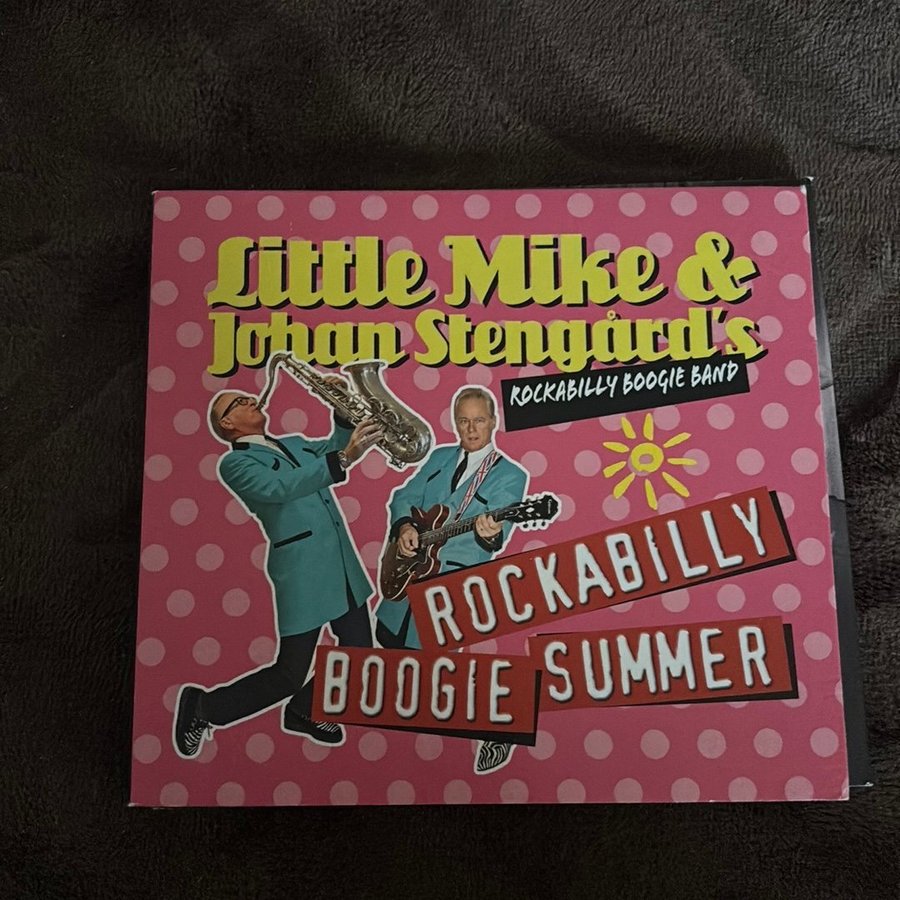 Little Mike &
Johan Stengård's
ROCKABILLY BOOGIE BAND
ROCKABILLY
BOOGIE SUMMER